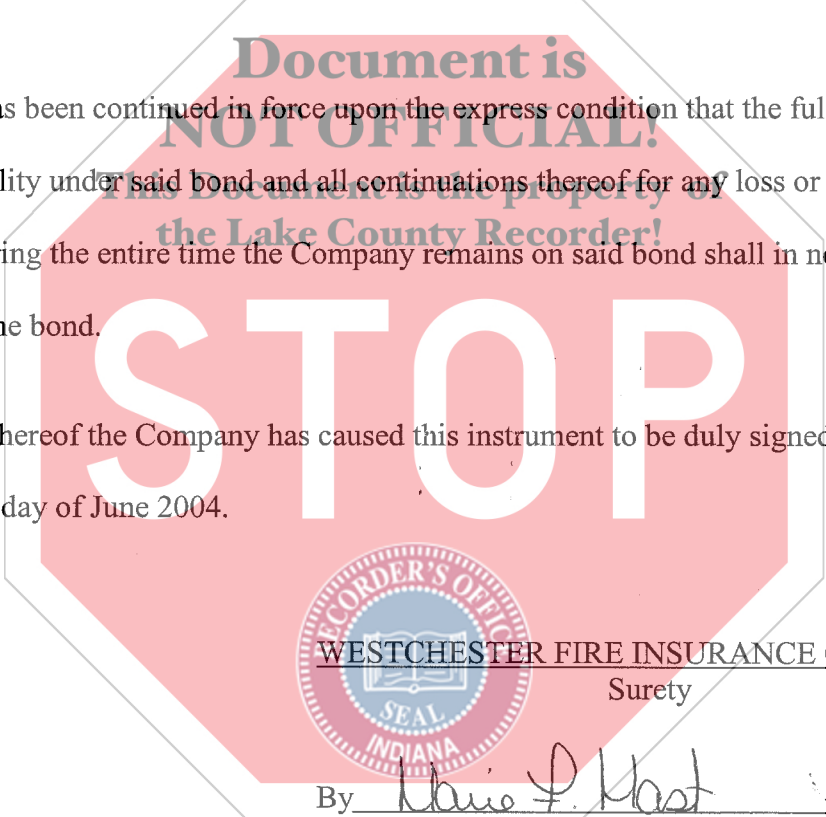 Document is
s been continued in force upon the express condition that the ful
NOT OFFICIAL!
lity under said bond and all continuations thereof for any loss or
This Document is the property of
the Lake County Recorder!
ing the entire time the Company remains on said bond shall in n
e bond.
STOP
hereof the Company has caused this instrument to be duly signed
day of June 2004.
RECORDER'S OFFIC
WESTCHESTER FIRE INSURANCE
Surety
SEAL
INDIANA
By Marie F. Mast